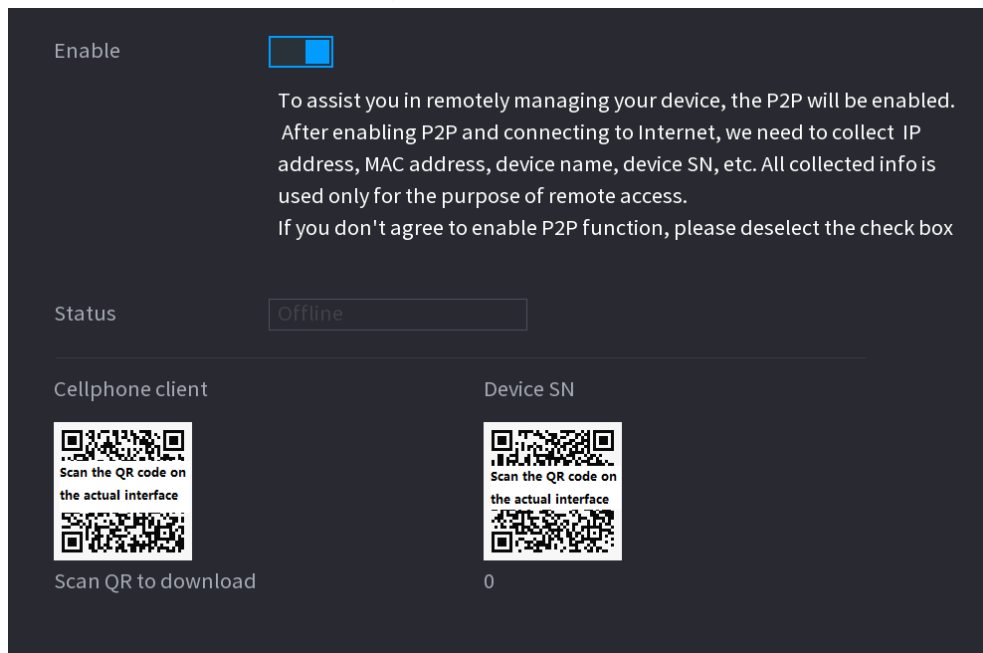 Enable
To assist you in remotely managing your device, the P2P will be enabled.
After enabling P2P and connecting to Internet, we need to collect IP
address, MAC address, device name, device SN, etc. All collected info is
used only for the purpose of remote access.
If you don't agree to enable P2P function, please deselect the check box
Status
Offline
Cellphone client
Device SN
Scan the QR code on
the actual interface
Scan the QR code on
the actual interface
Scan QR to download
0